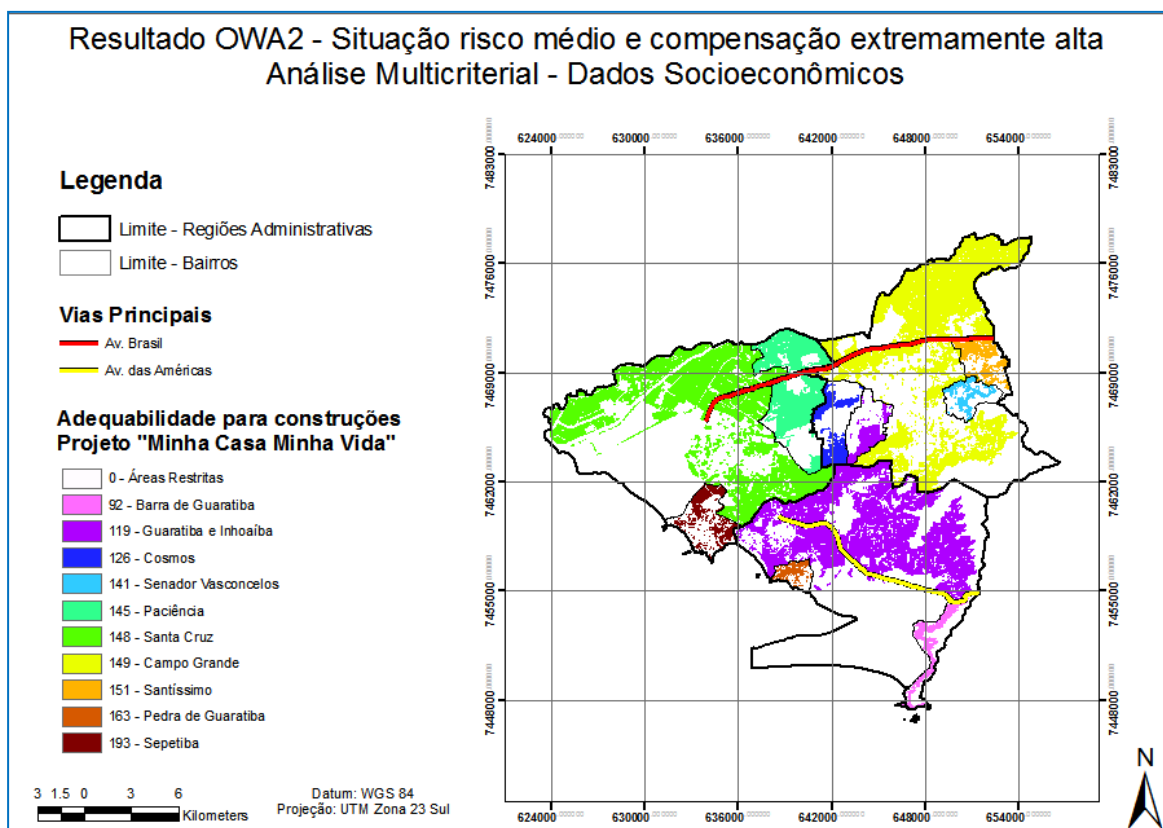 Resultado OWA2 - Situação risco médio e compensação extremamente alta
Análise Multicriterial - Dados Socioeconômicos
624000 630000 636000 642000 648000 654000
7483000 7483000
7476000 7476000
7469000 7469000
7462000 7462000
7455000 7455000
7448000 7448000
624000 630000 636000 642000 648000 654000
Legenda
Limite - Regiões Administrativas
Limite - Bairros
Vias Principais
Av. Brasil
Av. das Américas
Adequabilidade para construções
Projeto "Minha Casa Minha Vida"
0 - Áreas Restritas
92 - Barra de Guaratiba
119 - Guaratiba e Inhoaíba
126 - Cosmos
141 - Senador Vasconcelos
145 - Paciência
148 - Santa Cruz
149 - Campo Grande
151 - Santíssimo
163 - Pedra de Guaratiba
193 - Sepetiba
3 1.5 0 3 6
Kilometers
Datum: WGS 84
Projeção: UTM Zona 23 Sul
N